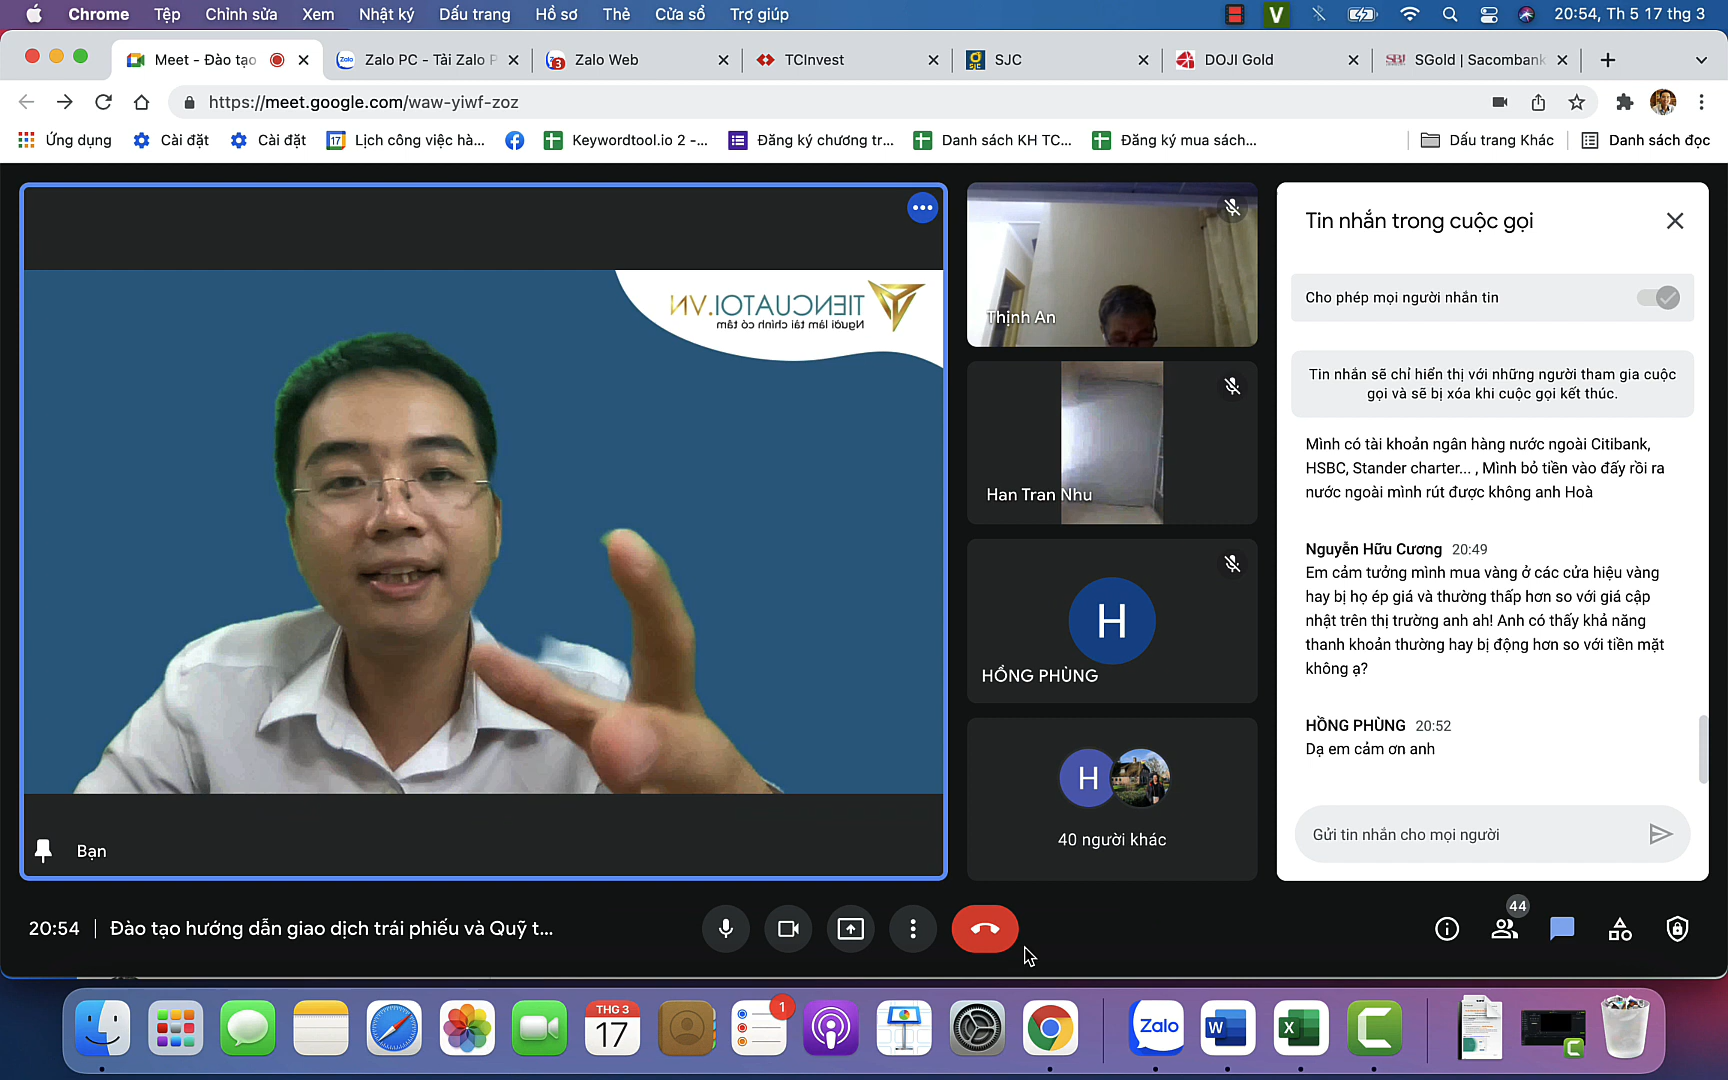 Chrome Tệp Chỉnh sửa Xem Nhật ký Dấu trang Hồ sơ Thẻ Cửa sổ Trợ giúp
V
20:54, Th 5 17 thg 3
Meet - Đào tạo
Zalo PC - Tải Zalo P
Zalo Web
TCInvest
SJC
DOJI Gold
SGold | Sacombank
https://meet.google.com/waw-yiwf-zoz
Ứng dụng
Cài đặt
Cài đặt
Lịch công việc hà...
Keywordtool.io 2 -...
Đăng ký chương tr...
Danh sách KH TC...
Đăng ký mua sách...
Dấu trang Khác
Danh sách đọc
TIENCUATOI.VN
Người làm tài chính có tâm
Bạn
Thịnh An
Han Tran Nhu
H
HỒNG PHÙNG
H
40 người khác
Tin nhắn trong cuộc gọi
Cho phép mọi người nhắn tin
Tin nhắn sẽ chỉ hiển thị với những người tham gia cuộc
gọi và sẽ bị xóa khi cuộc gọi kết thúc.
Mình có tài khoản ngân hàng nước ngoài Citibank,
HSBC, Stander charter... , Mình bỏ tiền vào đấy rồi ra
nước ngoài mình rút được không anh Hoà
Nguyễn Hữu Cương 20:49
Em cảm tưởng mình mua vàng ở các cửa hiệu vàng
hay bị họ ép giá và thường thấp hơn so với giá cập
nhật trên thị trường anh ah! Anh có thấy khả năng
thanh khoản thường hay bị động hơn so với tiền mặt
không ạ?
HỒNG PHÙNG 20:52
Dạ em cảm ơn anh
Gửi tin nhắn cho mọi người
20:54 | Đào tạo hướng dẫn giao dịch trái phiếu và Quỹ t...
44
THG 3
17
1
Zalo
W
X
C